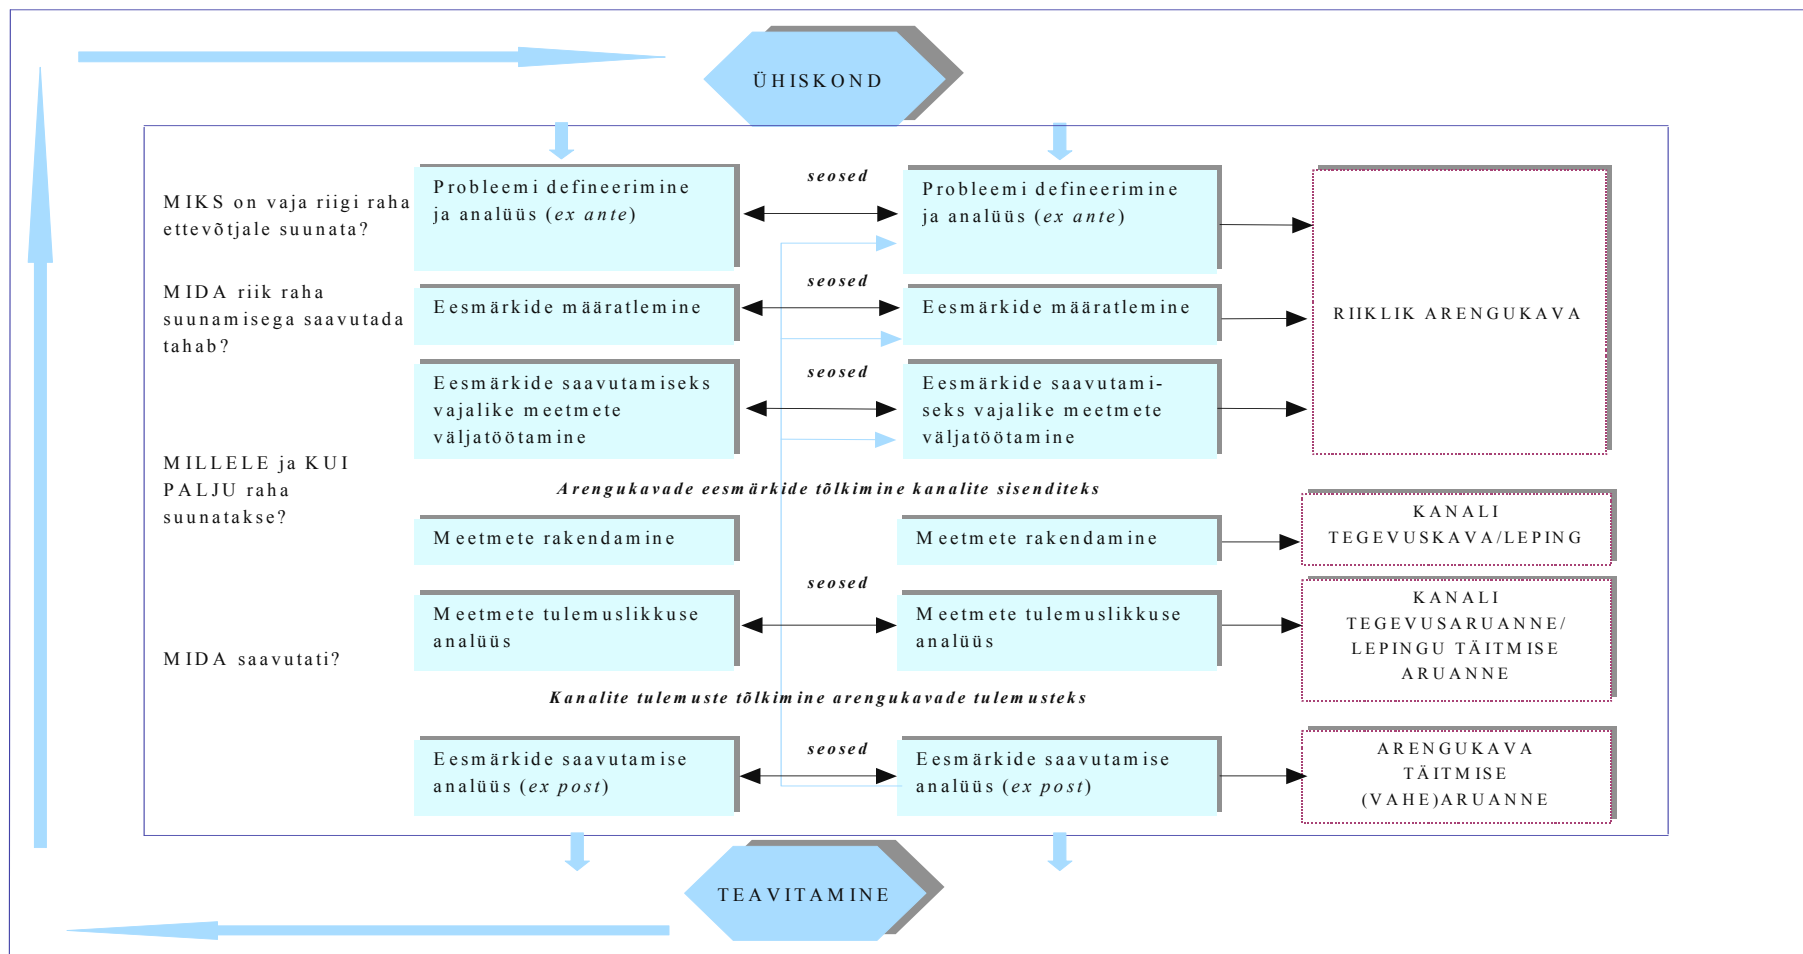 ÜHISKOND
MIKS on vaja riigi raha
ettevõtjale suunata?
Probleemi defineerimine
ja analüüs (ex ante)
seosed
Probleemi defineerimine
ja analüüs (ex ante)
MIDA riik raha
suunamisega saavutada
tahab?
Eesmärkide määratlemine
seosed
Eesmärkide määratlemine
RIIKLIK ARENGUKAVA
Eesmärkide saavutamiseks
vajalike meetmete
väljatöötamine
seosed
Eesmärkide saavutami-
seks vajalike meetmete
väljatöötamine
MILLELE ja KUI
PALJU raha
suunatakse?
Arengukavade eesmärkide tõlkimine kanalite sisenditeks
Meetmete rakendamine
Meetmete rakendamine
KANALI
TEGEVUSKAVA/LEPING
seosed
Meetmete tulemuslikkuse
analüüs
Meetmete tulemuslikkuse
analüüs
KANALI
TEGEVUSARUANNE/
LEPINGU TÄITMISE
ARUANNE
MIDA saavutati?
Kanalite tulemuste tõlkimine arengukavade tulemusteks
Eesmärkide saavutamise
analüüs (ex post)
seosed
Eesmärkide saavutamise
analüüs (ex post)
ARENGUKAVA
TÄITMISE
(VAHE)ARUANNE
TEAVITAMINE